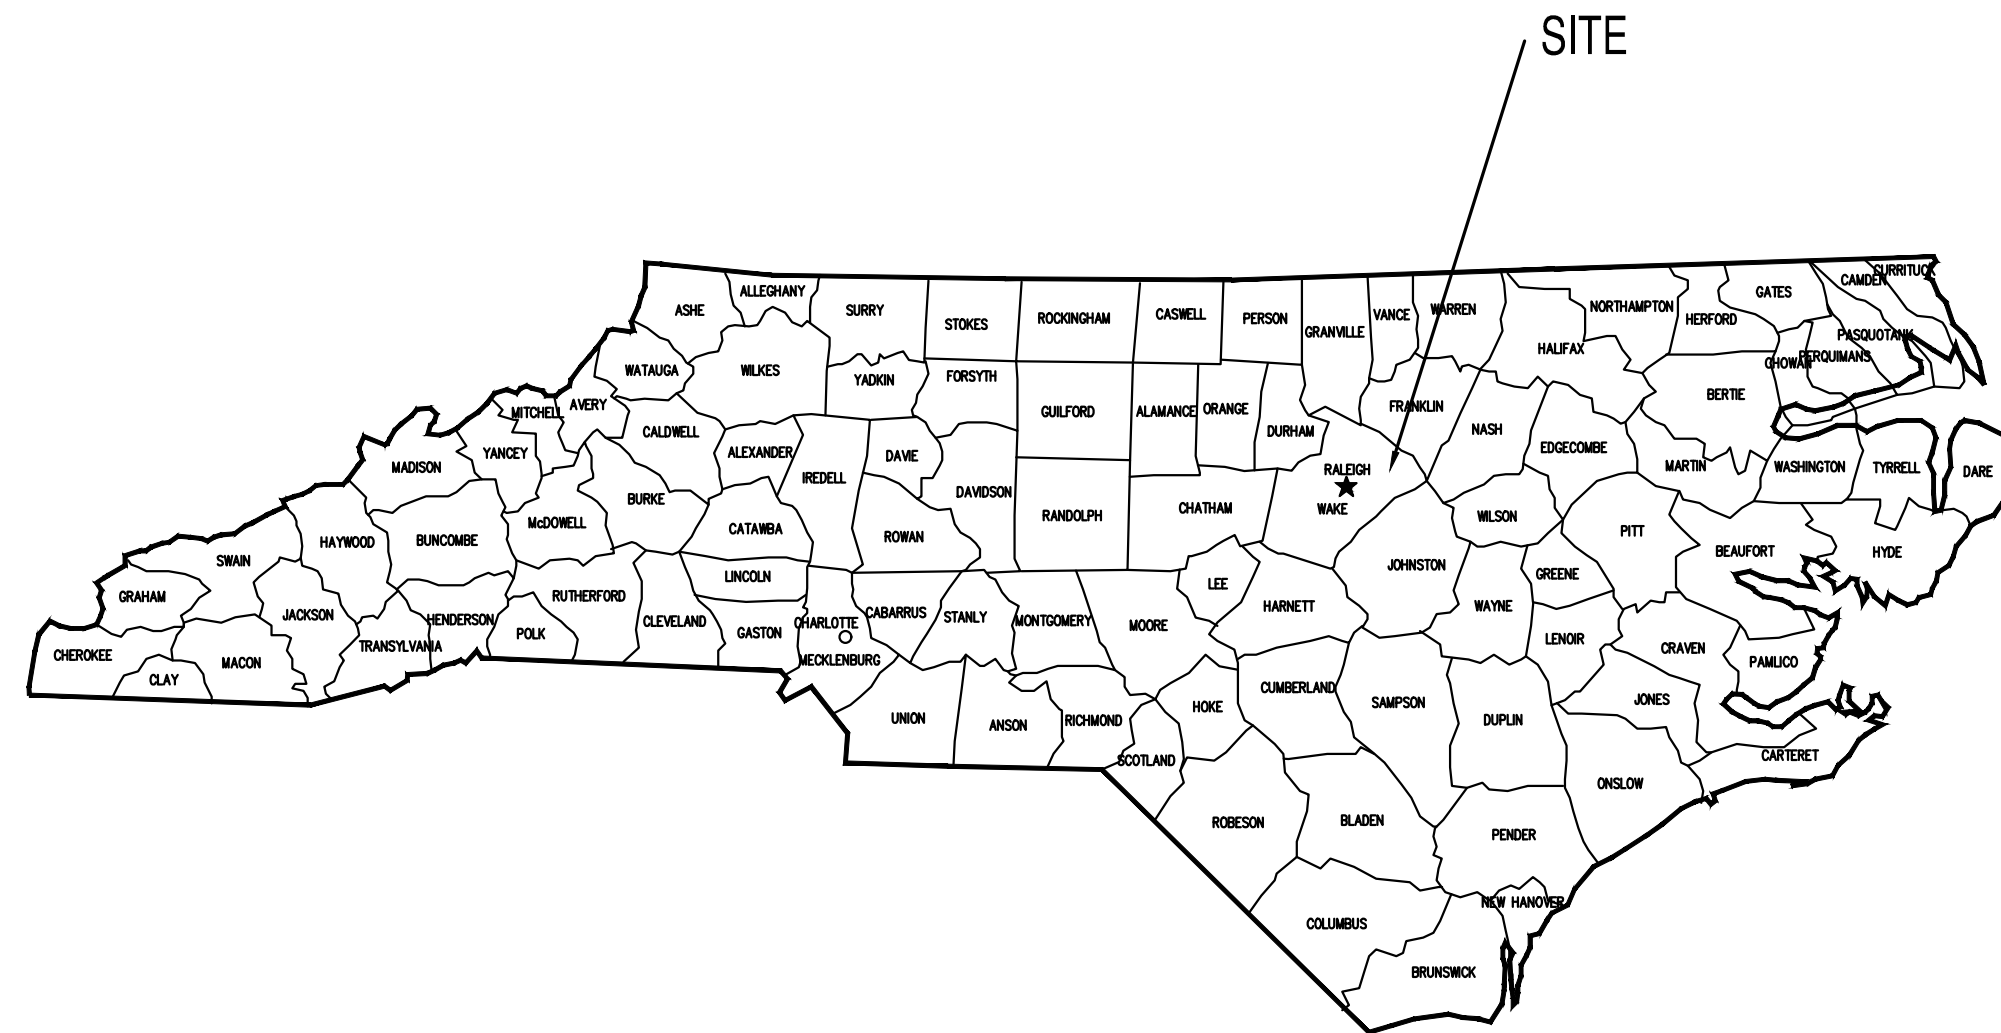 SITE
ALLEGHANY
ASHE
SURRY
STOKES
ROCKINGHAM
CASWELL
PERSON
GRANVILLE
VANCE
WARREN
NORTHAMPTON
HERFORD
GATES
CAMDEN
CURRITUCK
PASQUOTANK
PERQUIMANS
CHOWAN
HALIFAX
WATAUGA
WILKES
YADKIN
FORSYTH
GUILFORD
ALAMANCE
ORANGE
DURHAM
FRANKLIN
NASH
EDGECOMBE
BERTIE
MITCHELL
AVERY
CALDWELL
ALEXANDER
IREDELL
DAVIE
DAVIDSON
RALEIGH
WAKE
MARTIN
WASHINGTON
TYRRELL
DARE
MADISON
YANCEY
BURKE
McDOWELL
CATAWBA
ROWAN
RANDOLPH
CHATHAM
WILSON
PITT
BEAUFORT
HYDE
HAYWOOD
BUNCOMBE
SWAIN
GRAHAM
JACKSON
HENDERSON
TRANSYLVANIA
RUTHERFORD
POLK
CLEVELAND
LINCOLN
GASTON
CHARLOTTE
MECKLENBURG
CABARRUS
STANLY
MONTGOMERY
MOORE
LEE
HARNETT
JOHNSTON
WAYNE
GREENE
LENOIR
CRAVEN
PAMLICO
CHEROKEE
CLAY
MACON
UNION
ANSON
RICHMOND
HOKE
CUMBERLAND
SAMPSON
DUPLIN
JONES
CARTERET
SCOTLAND
ONSLOW
ROBESON
BLADEN
PENDER
NEW HANOVER
COLUMBUS
BRUNSWICK